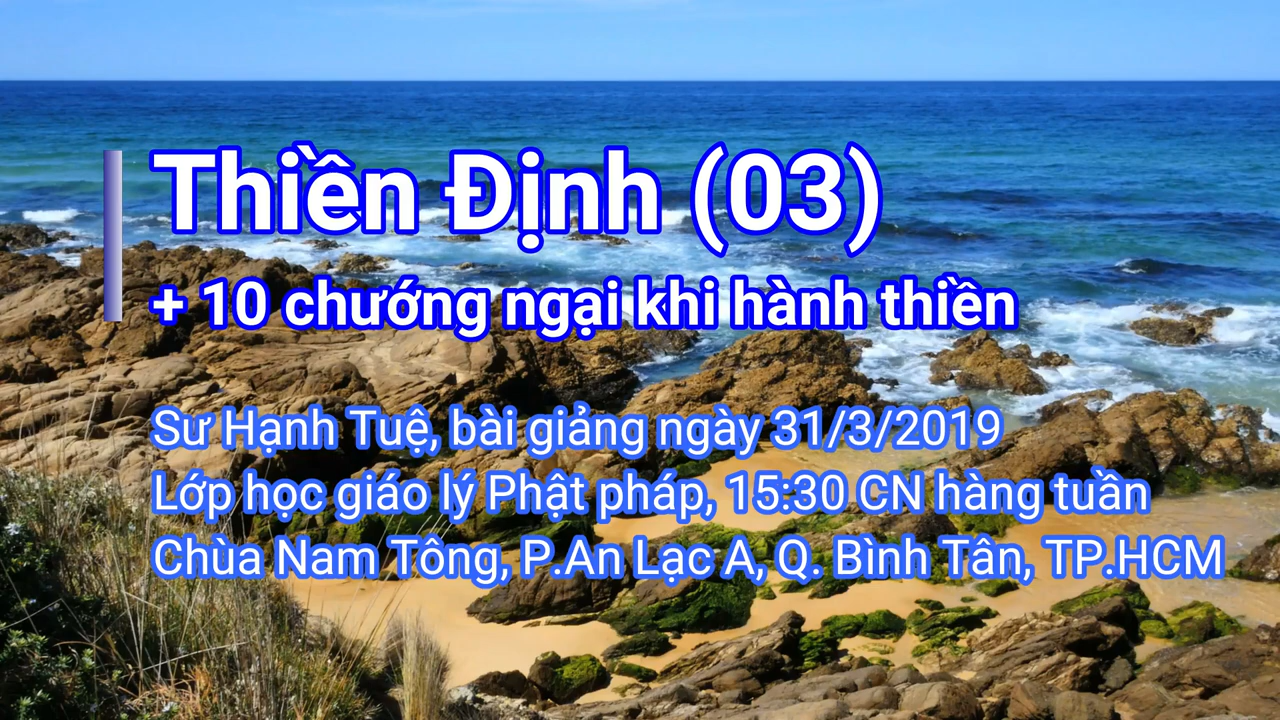 Thiền Định (03)
+ 10 chướng ngại khi hành thiền
Sư Hạnh Tuệ, bài giảng ngày 31/3/2019
Lớp học giáo lý Phật pháp, 15:30 CN hàng tuần
Chùa Nam Tông, P.An Lạc A, Q. Bình Tân, TP.HCM